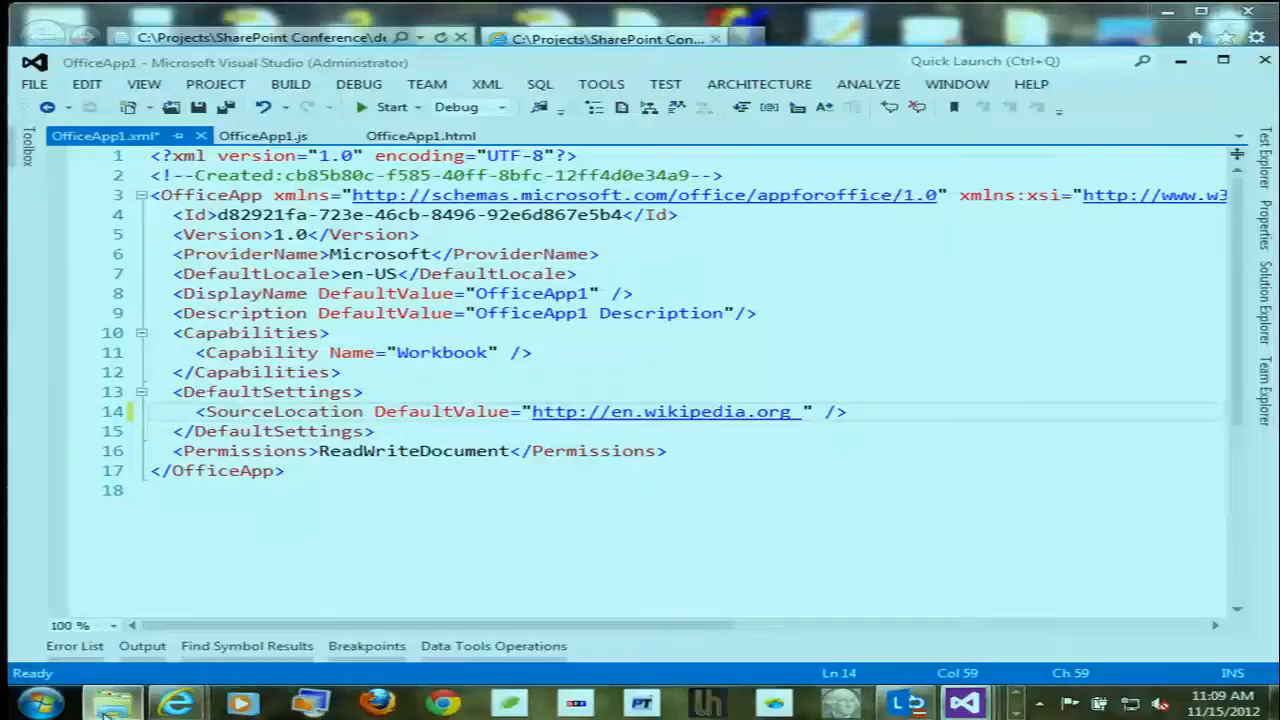 C:\Projects\SharePoint Conference\de
C:\Projects\SharePoint Con...
OfficeApp1 - Microsoft Visual Studio (Administrator)
Quick Launch (Ctrl+Q)
FILE EDIT VIEW PROJECT BUILD DEBUG TEAM XML SQL TOOLS TEST ARCHITECTURE ANALYZE WINDOW HELP
Start Debug
OfficeApp1.xml* OfficeApp1.js OfficeApp1.html
Toolbox
1 <?xml version="1.0" encoding="UTF-8"?>
2 <!--Created:cb85b80c-f585-40ff-8bfc-12ff4d0e34a9-->
3 <OfficeApp xmlns="http://schemas.microsoft.com/office/appforoffice/1.0" xmlns:xsi="http://www.w3
4 <Id>d82921fa-723e-46cb-8496-92e6d867e5b4</Id>
5 <Version>1.0</Version>
6 <ProviderName>Microsoft</ProviderName>
7 <DefaultLocale>en-US</DefaultLocale>
8 <DisplayName DefaultValue="OfficeApp1" />
9 <Description DefaultValue="OfficeApp1 Description"/>
10 <Capabilities>
11 <Capability Name="Workbook" />
12 </Capabilities>
13 <DefaultSettings>
14 <SourceLocation DefaultValue="http://en.wikipedia.org " />
15 </DefaultSettings>
16 <Permissions>ReadWriteDocument</Permissions>
17 </OfficeApp>
18
Test Explorer
Properties
Solution Explorer
Team Explorer
100 %
Error List Output Find Symbol Results Breakpoints Data Tools Operations
Ready Ln 14 Col 59 Ch 59 INS
11:09 AM
11/15/2012